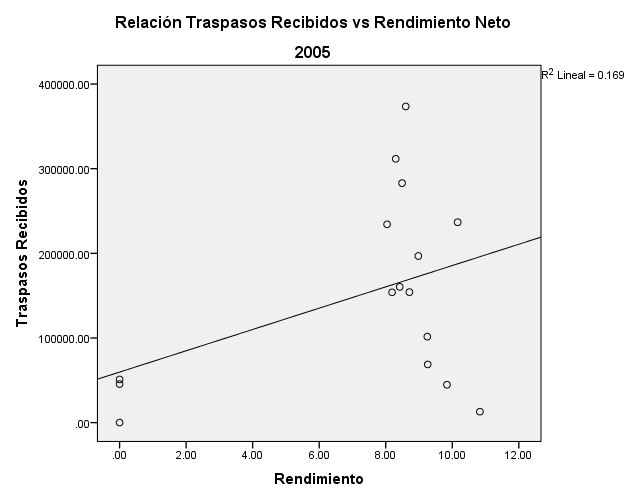 Relación Traspasos Recibidos vs Rendimiento Neto
2005
R2 Lineal = 0.169
400000.00
300000.00
200000.00
100000.00
.00
Traspasos Recibidos
.00 2.00 4.00 6.00 8.00 10.00 12.00
Rendimiento